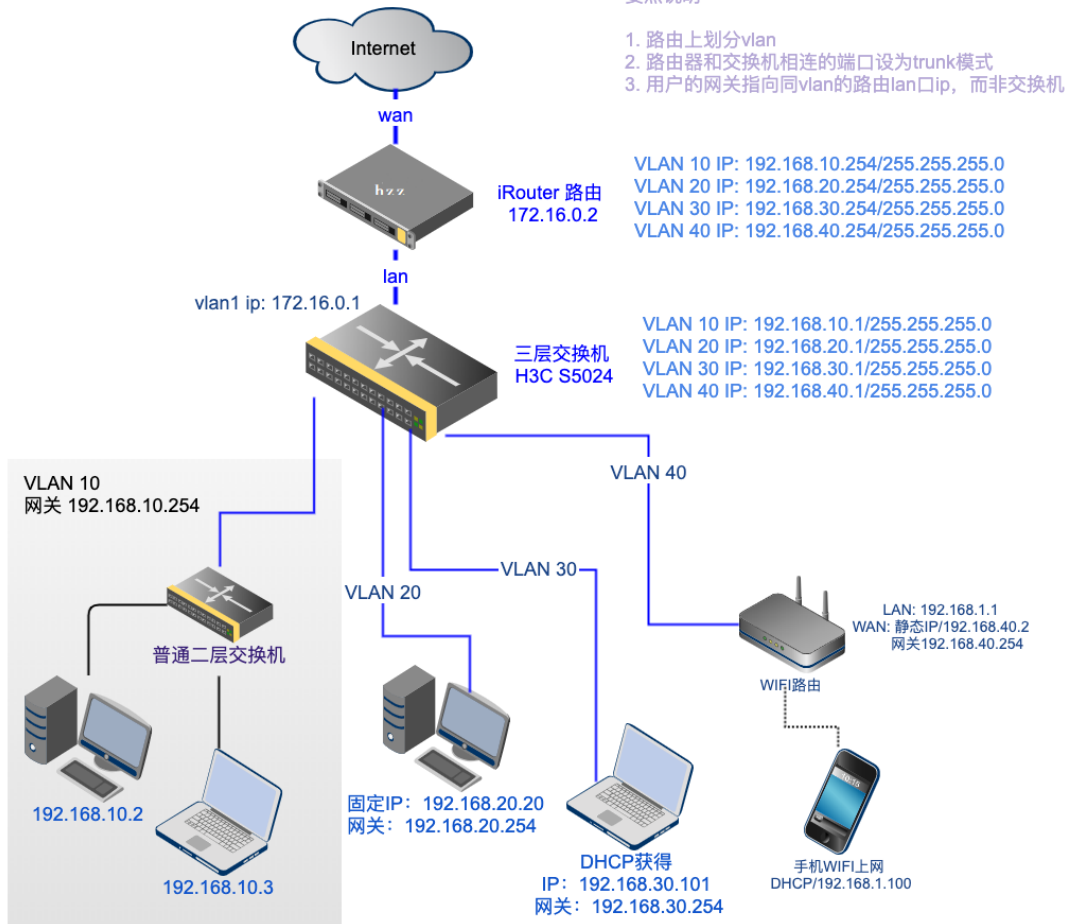 要点说明
1. 路由上划分vlan
2. 路由器和交换机相连的端口设为trunk模式
3. 用户的网关指向同vlan的路由lan口ip，而非交换机
Internet
wan
hzz
iRouter 路由
172.16.0.2
VLAN 10 IP: 192.168.10.254/255.255.255.0
VLAN 20 IP: 192.168.20.254/255.255.255.0
VLAN 30 IP: 192.168.30.254/255.255.255.0
VLAN 40 IP: 192.168.40.254/255.255.255.0
lan
vlan1 ip: 172.16.0.1
三层交换机
H3C S5024
VLAN 10 IP: 192.168.10.1/255.255.255.0
VLAN 20 IP: 192.168.20.1/255.255.255.0
VLAN 30 IP: 192.168.30.1/255.255.255.0
VLAN 40 IP: 192.168.40.1/255.255.255.0
VLAN 10
网关 192.168.10.254
VLAN 40
VLAN 30
VLAN 20
普通二层交换机
LAN: 192.168.1.1
WAN: 静态IP/192.168.40.2
网关192.168.40.254
WIFI路由
192.168.10.2
192.168.10.3
固定IP： 192.168.20.20
网关： 192.168.20.254
DHCP获得
IP： 192.168.30.101
网关： 192.168.30.254
10:15
手机WIFI上网
DHCP/192.168.1.100